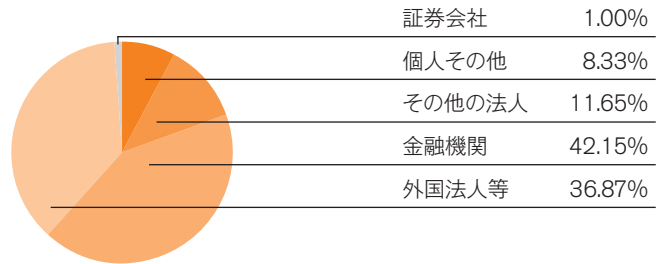 証券会社 1.00%
個人その他 8.33%
その他の法人 11.65%
金融機関 42.15%
外国法人等 36.87%